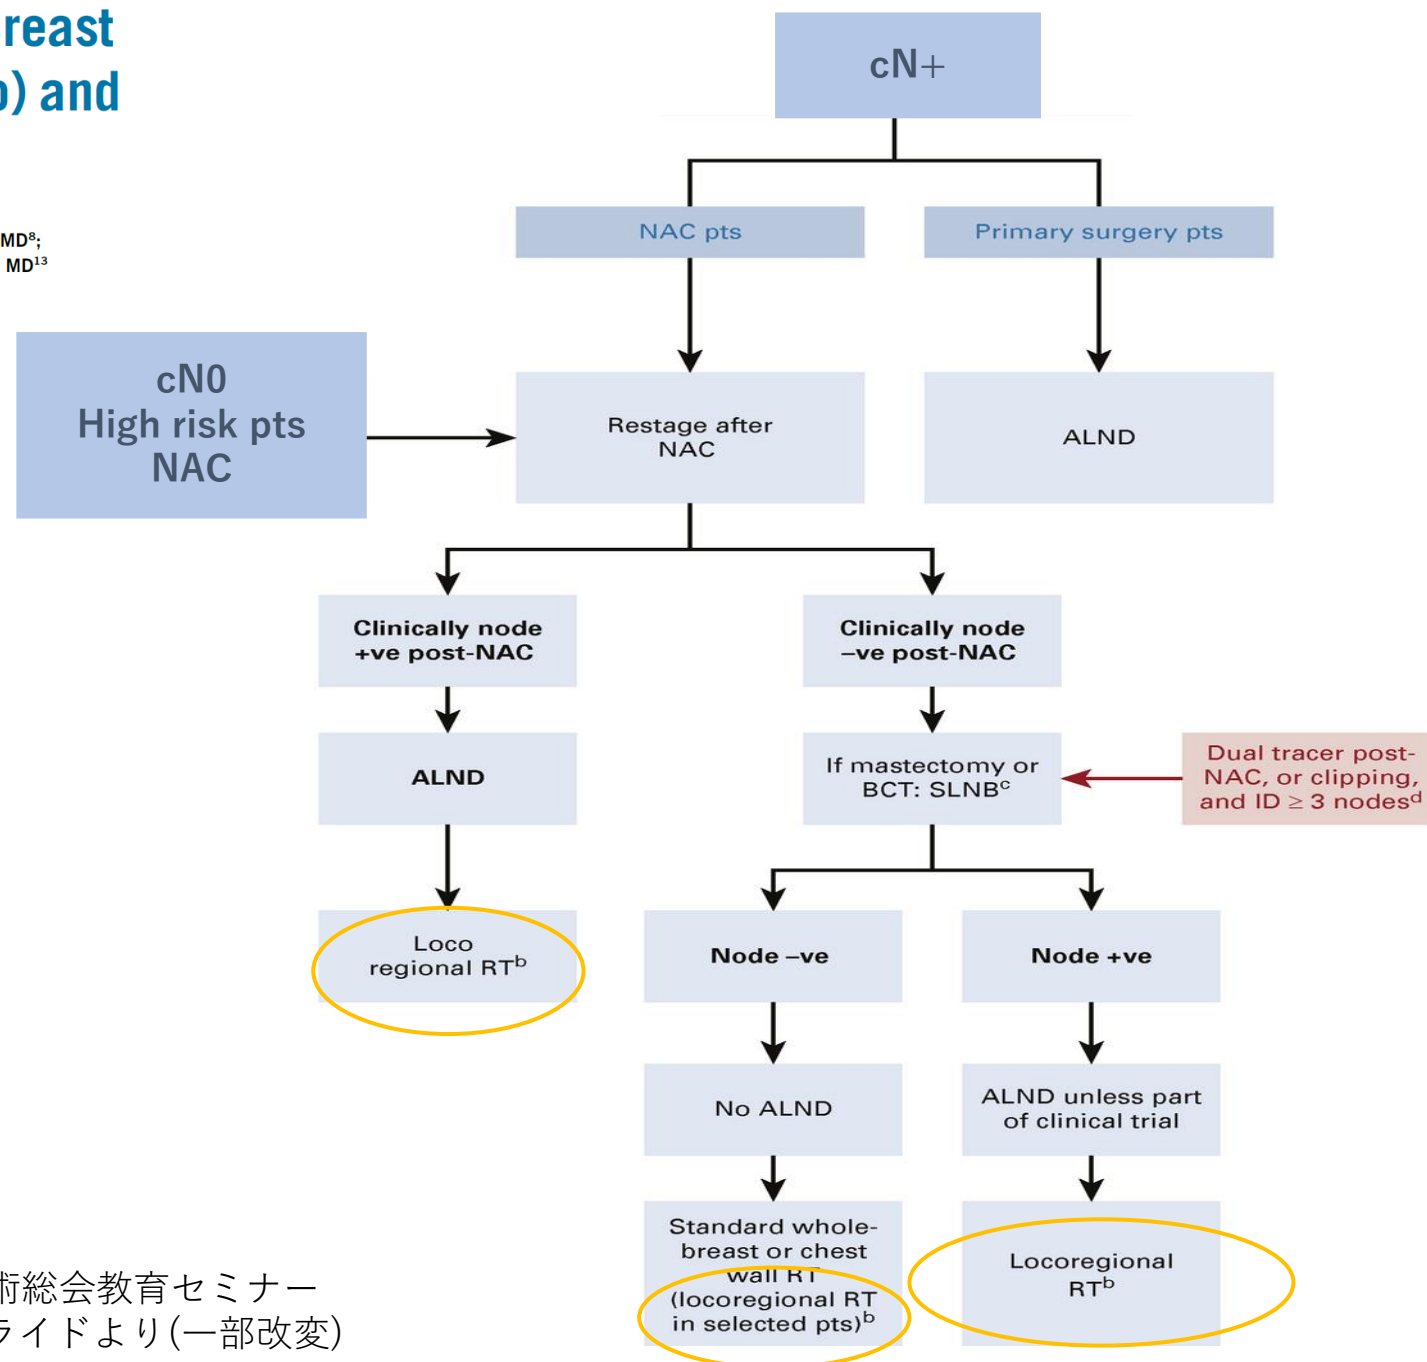 reast
) and
MD⁸;
MD¹³
cN+
NAC pts
Primary surgery pts
cN0
High risk pts
NAC
Restage after
NAC
ALND
Clinically node
+ve post-NAC
Clinically node
–ve post-NAC
ALND
If mastectomy or
BCT: SLNBᶜ
Dual tracer post-
NAC, or clipping,
and ID ≥ 3 nodesᵈ
Loco
regional RTᵇ
Node –ve
Node +ve
No ALND
ALND unless part
of clinical trial
Standard whole-
breast or chest
wall RT
(locoregional RT
in selected pts)ᵇ
Locoregional
RTᵇ
術総会教育セミナー
ライドより(一部改変)